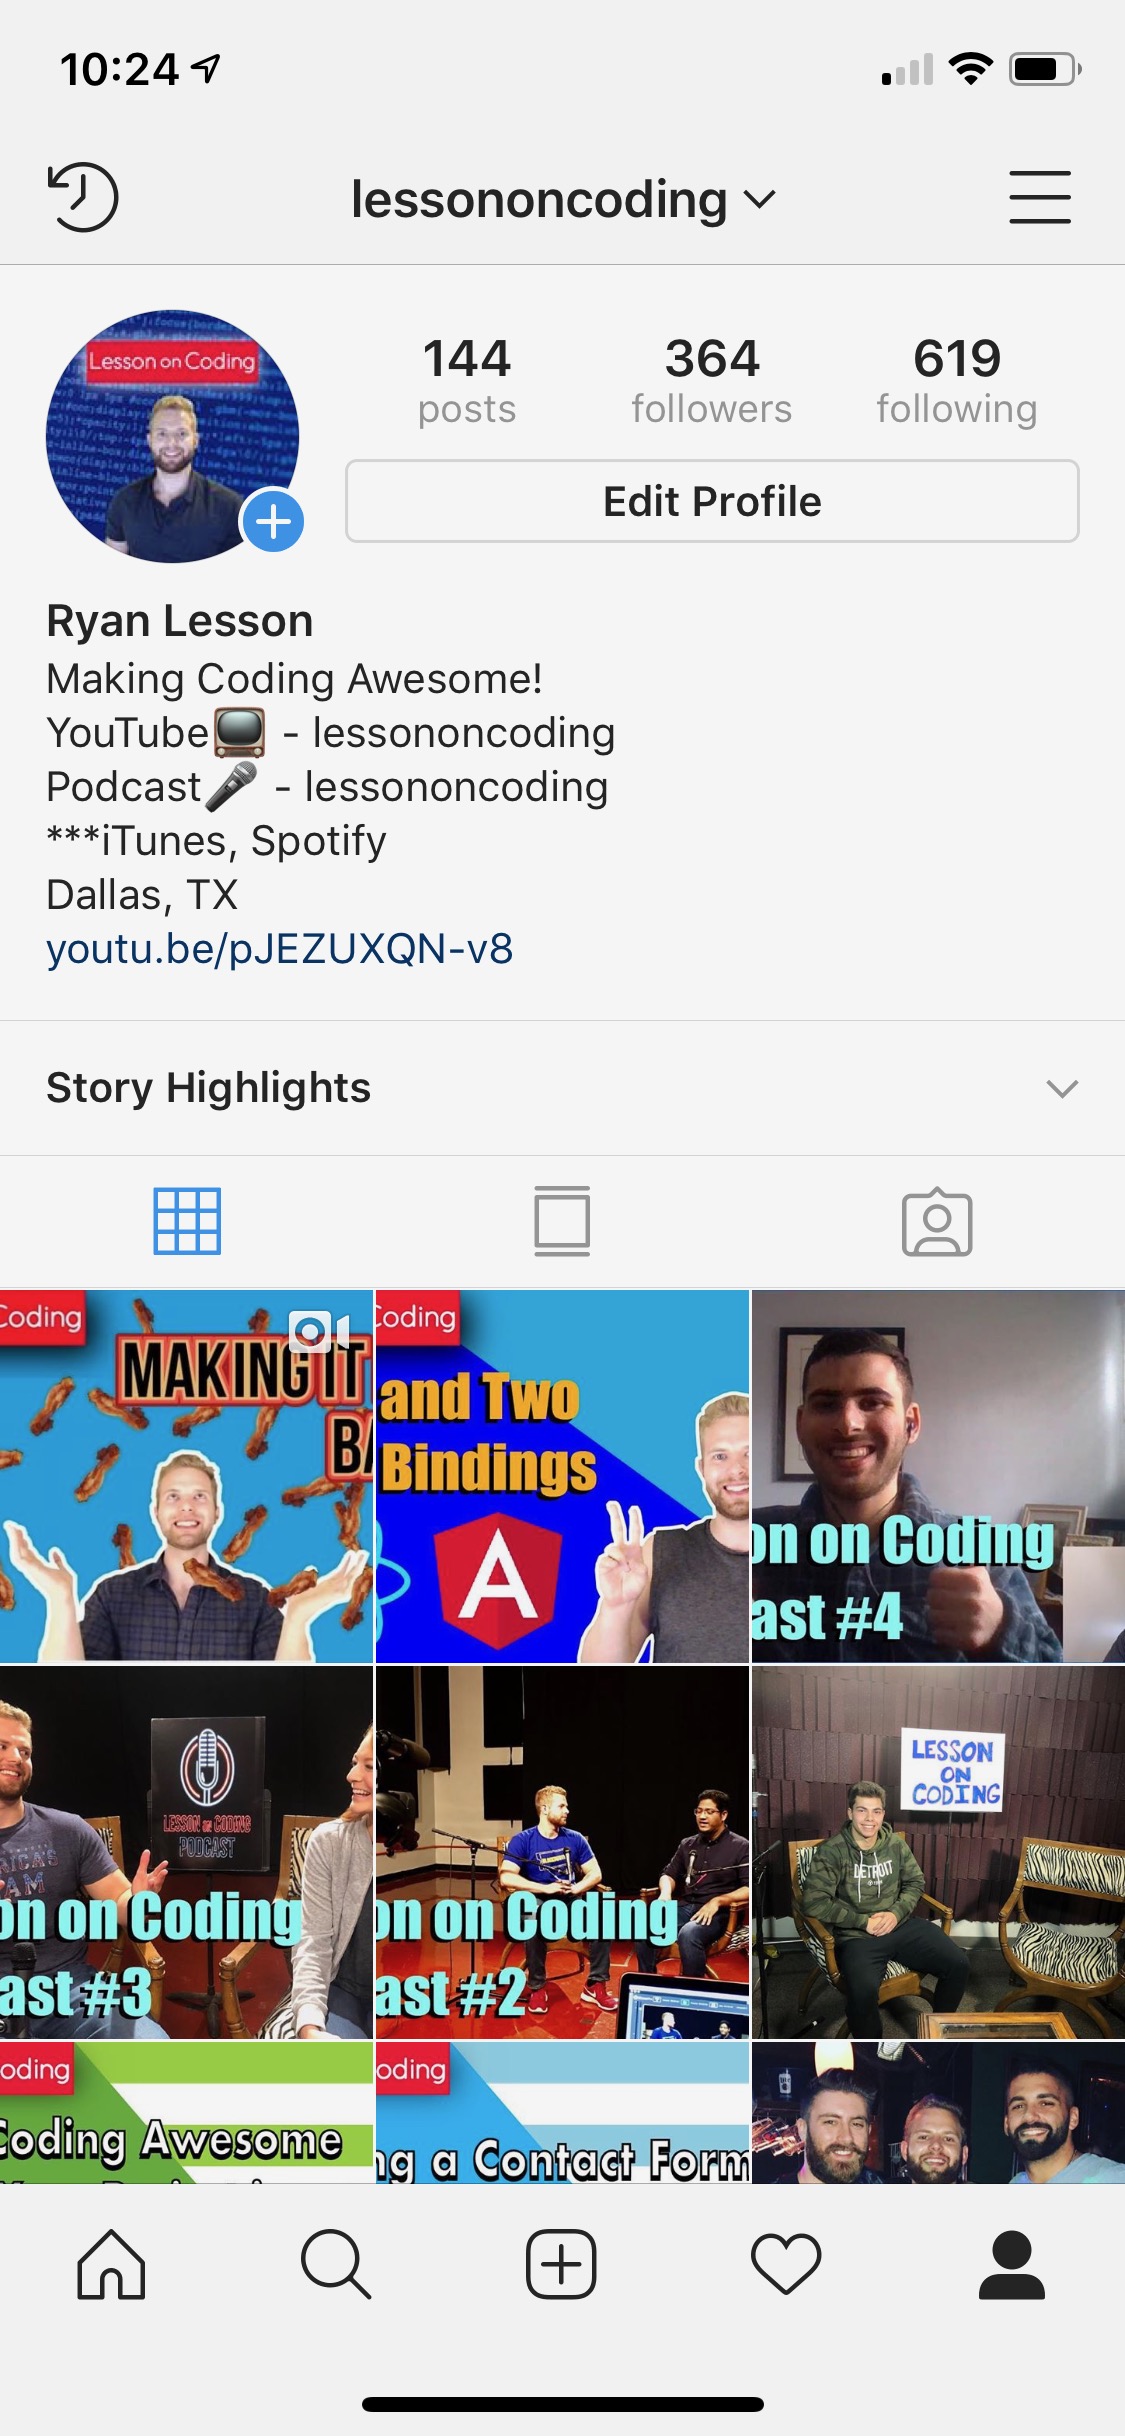 10:24
lessononcoding
Lesson on Coding
144 364 619
posts followers following
Edit Profile
Ryan Lesson
Making Coding Awesome!
YouTube📺 - lessononcoding
Podcast🎤 - lessononcoding
***iTunes, Spotify
Dallas, TX
youtu.be/pJEZUXQN-v8
Story Highlights
Coding
MAKING IT
BA
Coding
and Two
Bindings
A
on on Coding
ast #4
LESSON on CODING
PODCAST
RICA'S
AM
on on Coding
ast #3
on on Coding
ast #2
LESSON
ON
CODING
DETROIT
oding
Coding Awesome
oding
ng a Contact Form